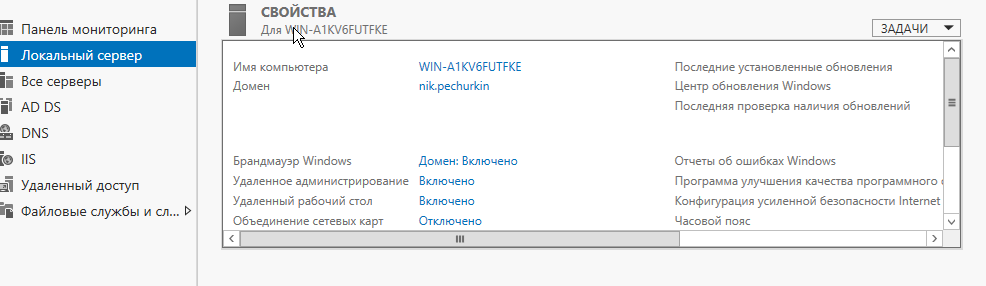 Панель мониторинга
Локальный сервер
Все серверы
AD DS
DNS
IIS
Удаленный доступ
Файловые службы и сл...
СВОЙСТВА
Для WIN-A1KV6FUTFKE
ЗАДАЧИ
Имя компьютера WIN-A1KV6FUTFKE Последние установленные обновления
Домен nik.pechurkin Центр обновления Windows
Последняя проверка наличия обновлений
Брандмауэр Windows Домен: Включено Отчеты об ошибках Windows
Удаленное администрирование Включено Программа улучшения качества программного
Удаленный рабочий стол Включено Конфигурация усиленной безопасности Internet
Объединение сетевых карт Отключено Часовой пояс